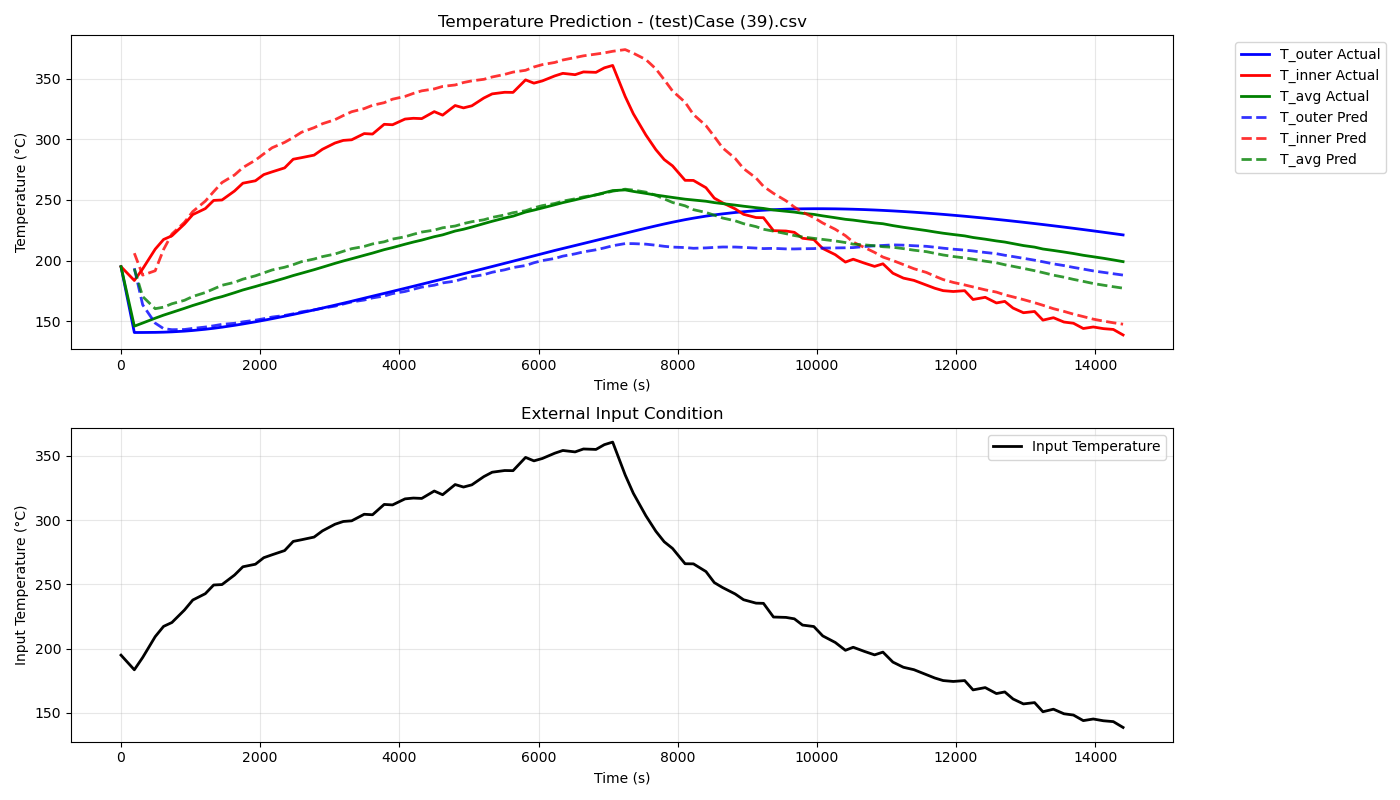 Temperature Prediction - (test)Case (39).csv
Temperature (°C)
350
300
250
200
150
0 2000 4000 6000 8000 10000 12000 14000
Time (s)
T_outer Actual
T_inner Actual
T_avg Actual
T_outer Pred
T_inner Pred
T_avg Pred
External Input Condition
Input Temperature (°C)
350
300
250
200
150
Input Temperature
0 2000 4000 6000 8000 10000 12000 14000
Time (s)